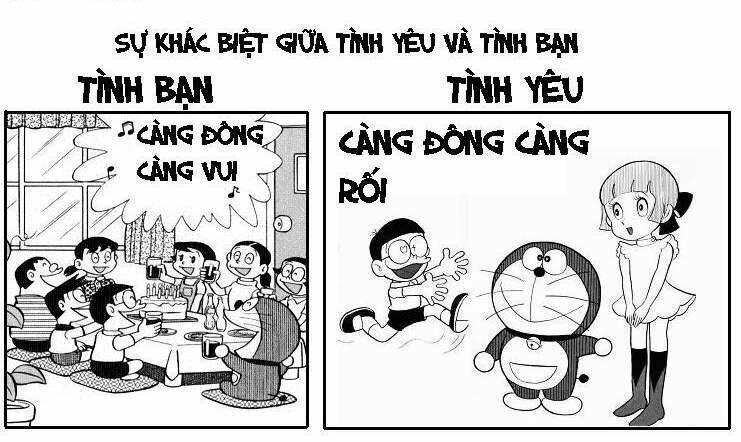 SỰ KHÁC BIỆT GIỮA TÌNH YÊU VÀ TÌNH BẠN
TÌNH BẠN
CÀNG ĐÔNG
CÀNG VUI
TÌNH YÊU
CÀNG ĐÔNG CÀNG
RỐI